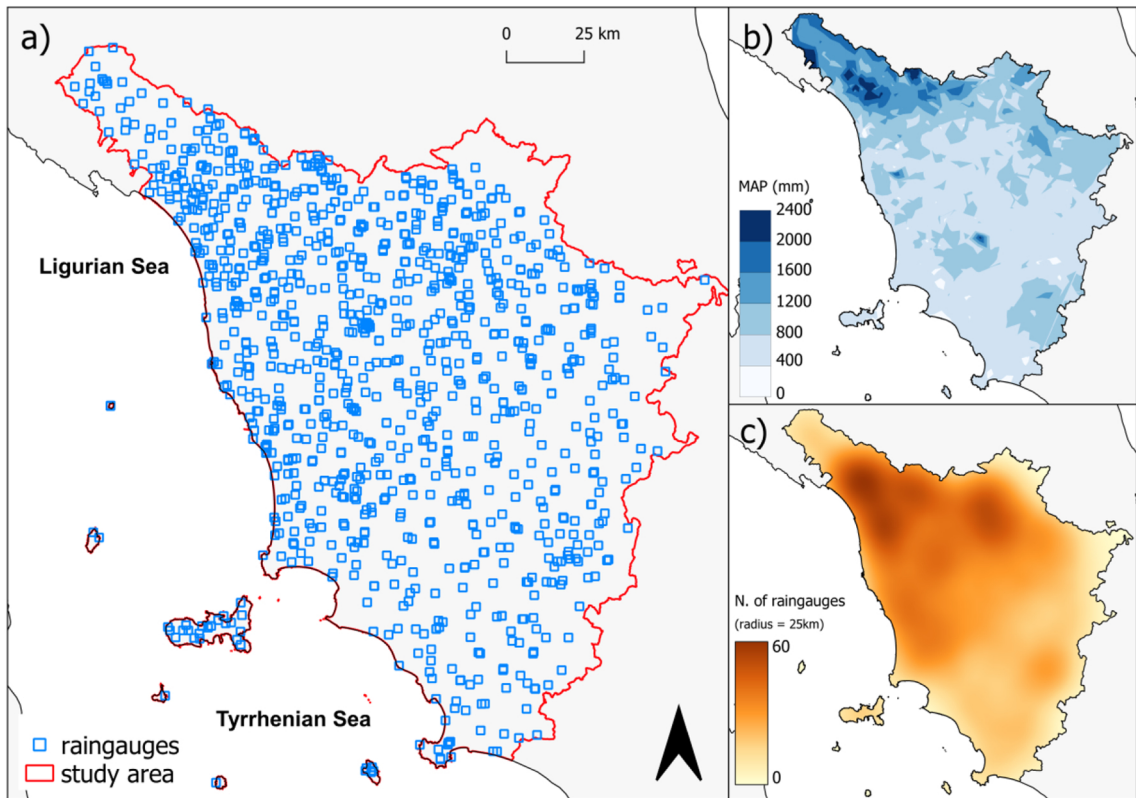 a)
0 25 km
Ligurian Sea
Tyrrhenian Sea
raingauges
study area
b)
MAP (mm)
2400
2000
1600
1200
800
400
0
c)
N. of raingauges
(radius = 25km)
60
0